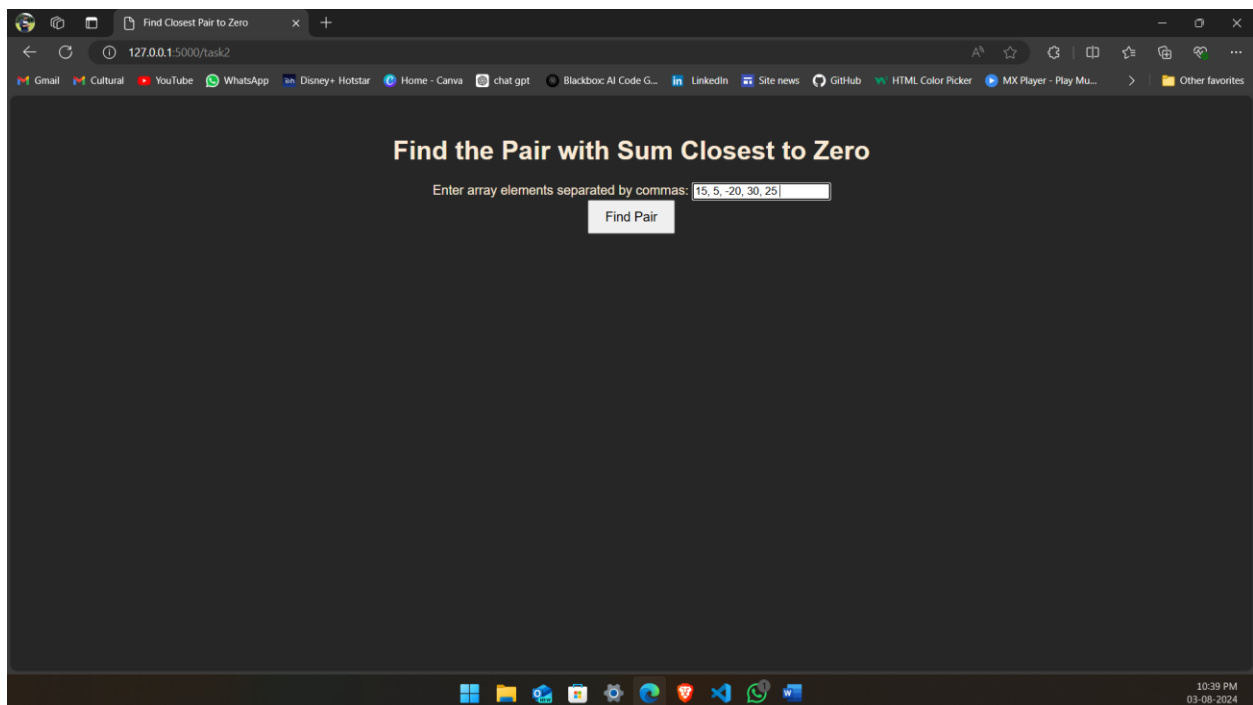 Find Closest Pair to Zero
127.0.0.1:5000/task2
Gmail Cultural YouTube WhatsApp Disney+ Hotstar Home - Canva chat gpt Blackbox: AI Code G... LinkedIn Site news GitHub HTML Color Picker MX Player - Play Mu... Other favorites
Find the Pair with Sum Closest to Zero
Enter array elements separated by commas: 15, 5, -20, 30, 25
Find Pair
10:39 PM
03-08-2024